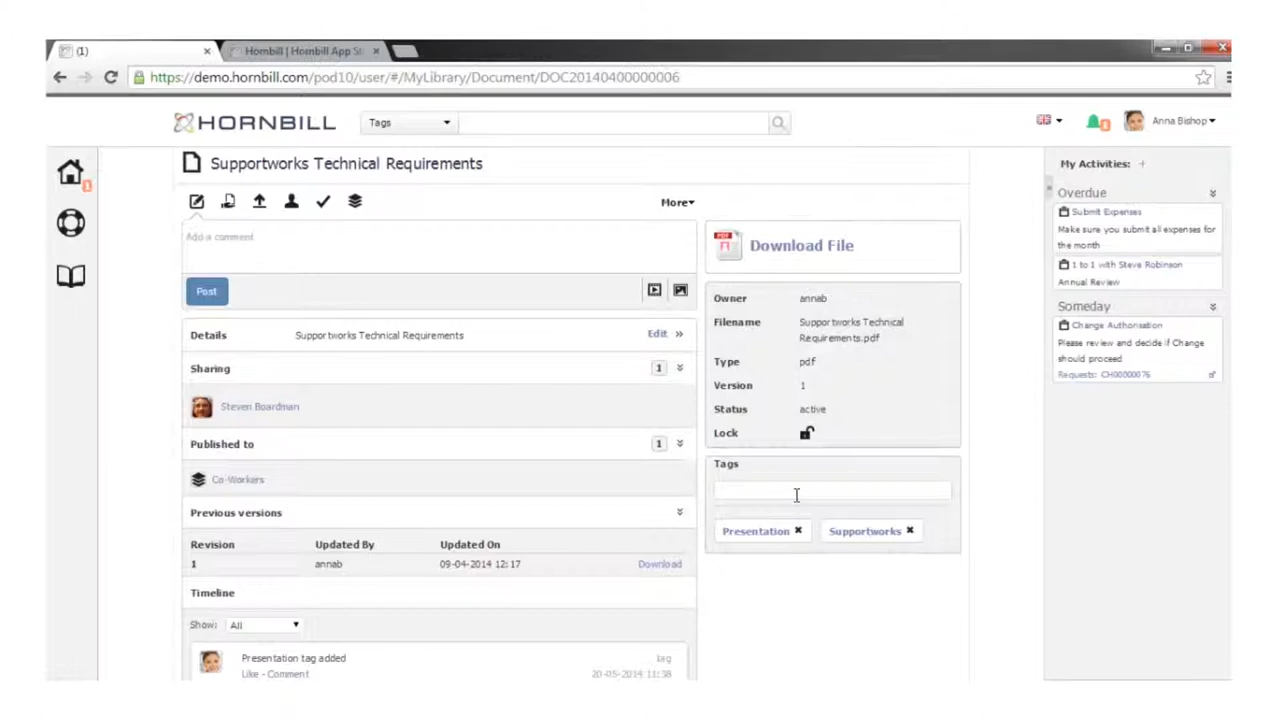 (1)
Hornbill | Hornbill App St
https://demo.hornbill.com/pod10/user/#/MyLibrary/Document/DOC20140400000006
HORNBILL
Tags
Anna Bishop
Supportworks Technical Requirements
More
Add a comment
Post
Details
Supportworks Technical Requirements
Edit »
Sharing
1
Steven Boardman
Published to
1
Co-Workers
Previous versions
Revision Updated By Updated On
1 annab 09-04-2014 12:17 Download
Timeline
Show: All
Presentation tag added
tag
Like - Comment
20-05-2014 11:38
PDF
Download File
Owner annab
Filename Supportworks Technical
Requirements.pdf
Type pdf
Version 1
Status active
Lock
Tags
Presentation ✖ Supportworks ✖
My Activities: +
Overdue
Submit Expenses
Make sure you submit all expenses for
the month
1 to 1 with Steve Robinson
Annual Review
Someday
Change Authorisation
Please review and decide if Change
should proceed
Requests: CH00000076